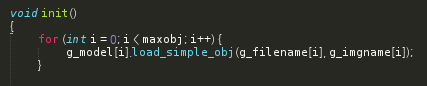 void init()
{
for (int i = 0; i < maxobj; i++) {
g_model[i].load_simple_obj(g_filename[i], g_imgname[i]);
}